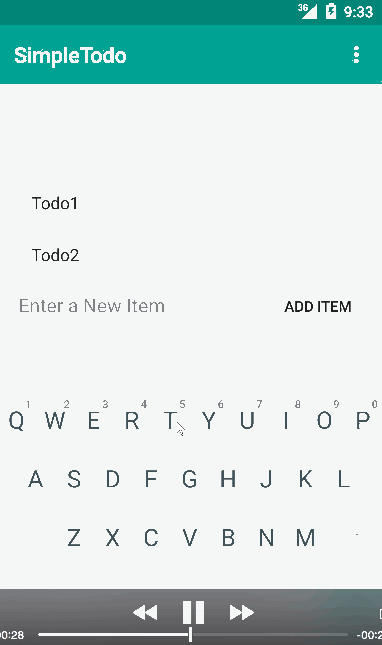 36 9:33
SimpleTodo
Todo1
Todo2
Enter a New Item ADD ITEM
1 2 3 4 5 6 7 8 9 0
Q W E R T Y U I O P
A S D F G H J K L
Z X C V B N M
00:28 -00:2